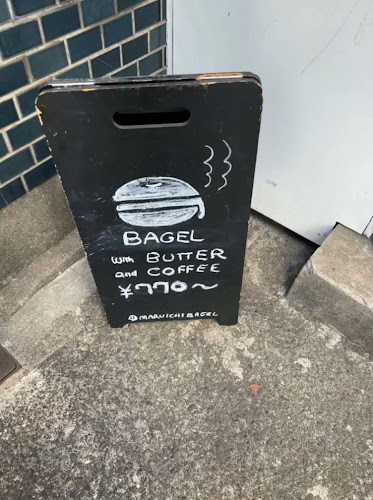 BAGEL
with BUTTER
and COFFEE
¥770〜
@MARUICHIBAGEL